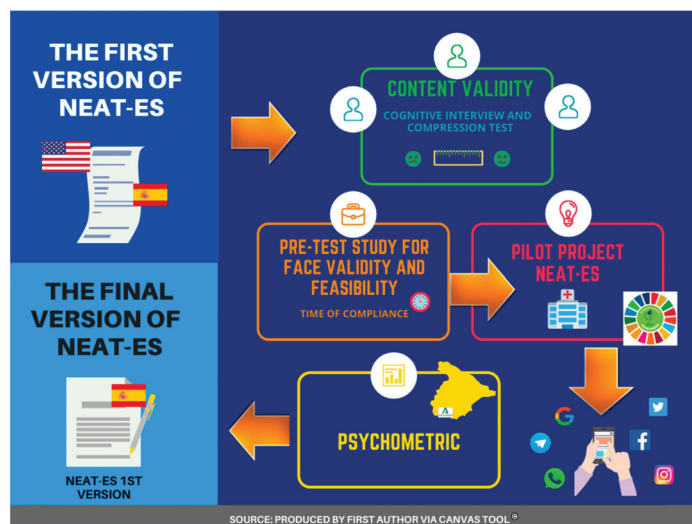 THE FIRST
VERSION OF
NEAT-ES
CONTENT VALIDITY
COGNITIVE INTERVIEW AND
COMPRESSION TEST
PRE-TEST STUDY FOR
FACE VALIDITY AND
FEASIBILITY
TIME OF COMPLIANCE
PILOT PROJECT
NEAT-ES
THE FINAL
VERSION OF
NEAT-ES
NEAT-ES 1ST
VERSION
PSYCHOMETRIC
SOURCE: PRODUCED BY FIRST AUTHOR VIA CANVAS TOOL ©